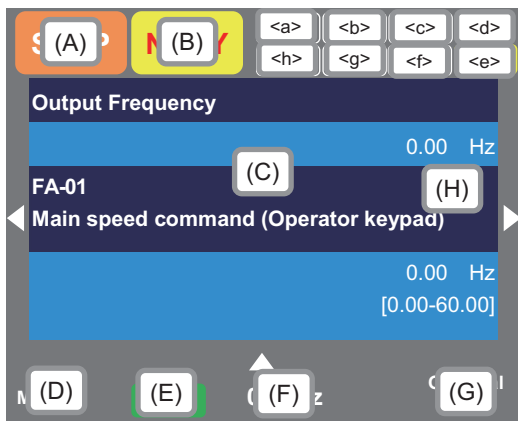 (A) (B) <a> <b> <c> <d>
<h> <g> <f> <e>
Output Frequency
0.00 Hz
(C)
FA-01
(H)
Main speed command (Operator keypad)
0.00 Hz
[0.00-60.00]
(D) (E) (F) (G)